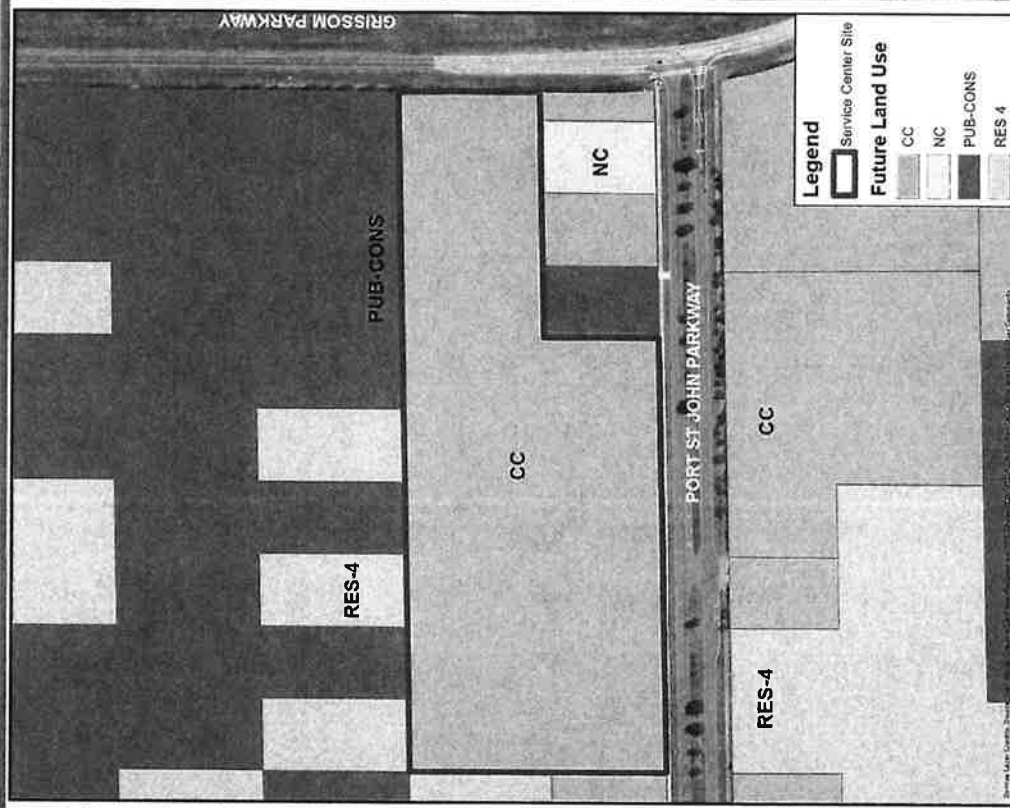 GRISSOM PARKWAY
PUB-CONS
NC
CC
RES-4
PORT ST JOHN PARKWAY
CC
RES-4
Legend
Service Center Site
Future Land Use
CC
NC
PUB-CONS
RES 4